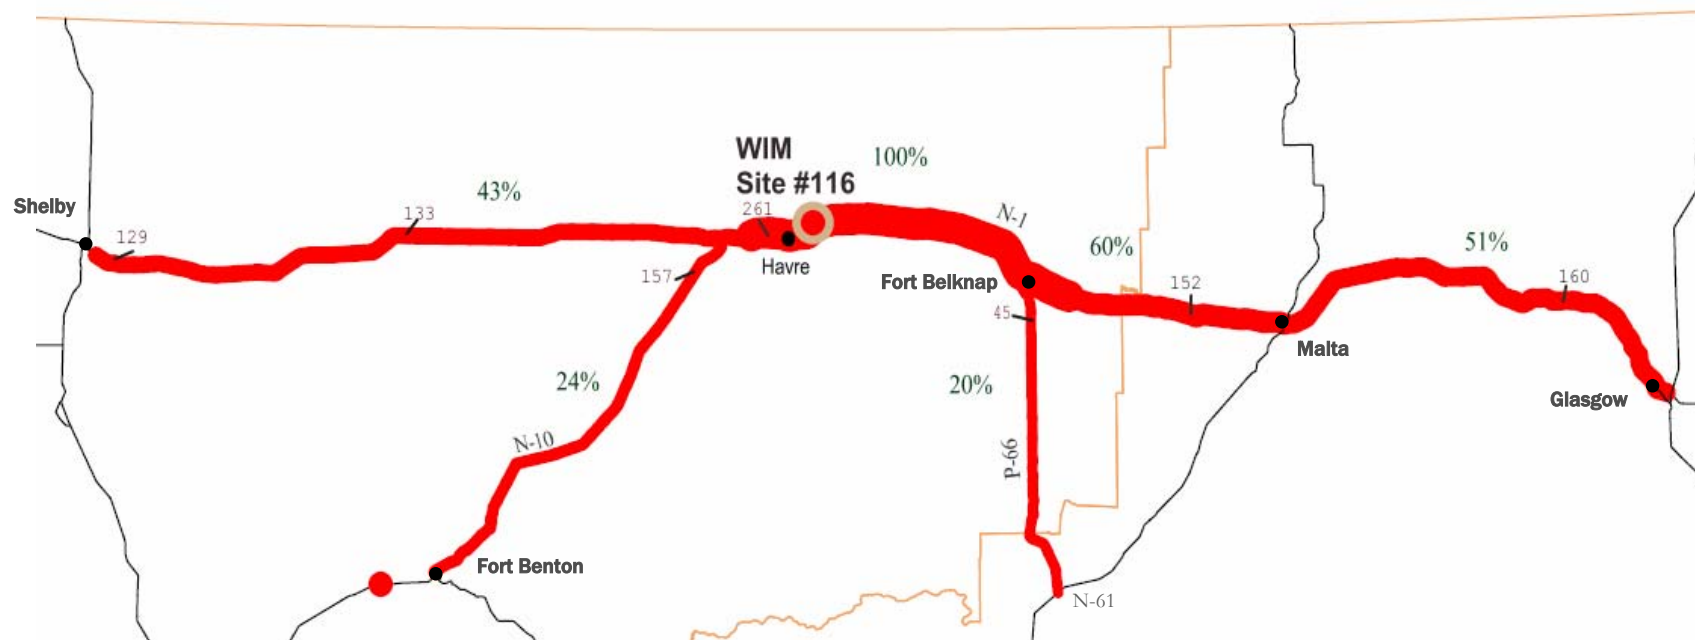 WIM
Site #116
100%
43%
Shelby
133
261
N-1
129
60%
51%
Havre
157
Fort Belknap
152
160
45
Malta
24%
20%
Glasgow
N-10
P-66
Fort Benton
N-61